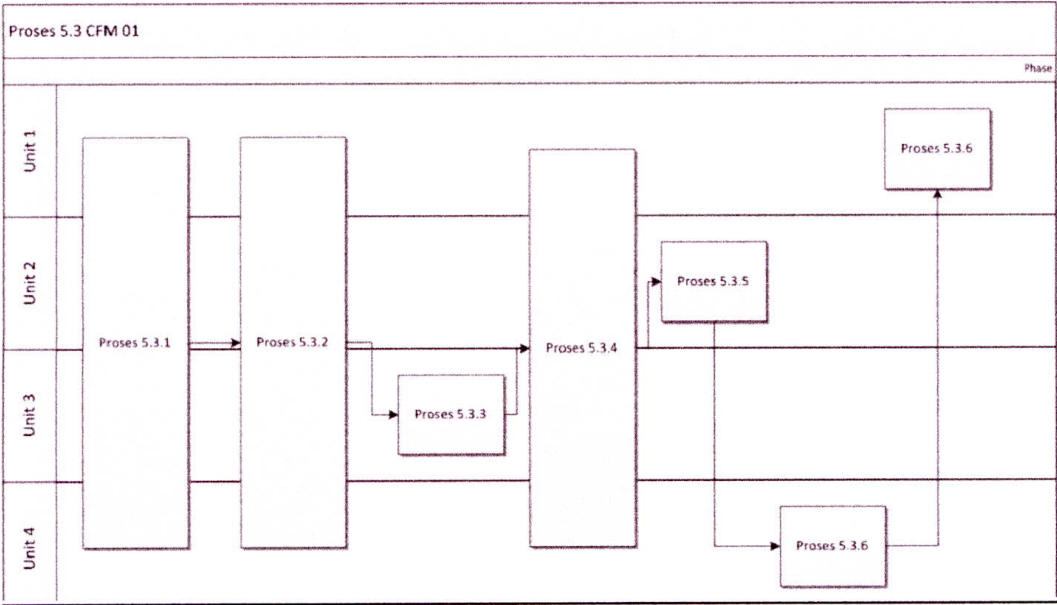 Proses 5.3 CFM 01
Phase
Unit 1
Proses 5.3.6
Unit 2
Proses 5.3.5
Proses 5.3.1
Proses 5.3.2
Proses 5.3.4
Unit 3
Proses 5.3.3
Unit 4
Proses 5.3.6